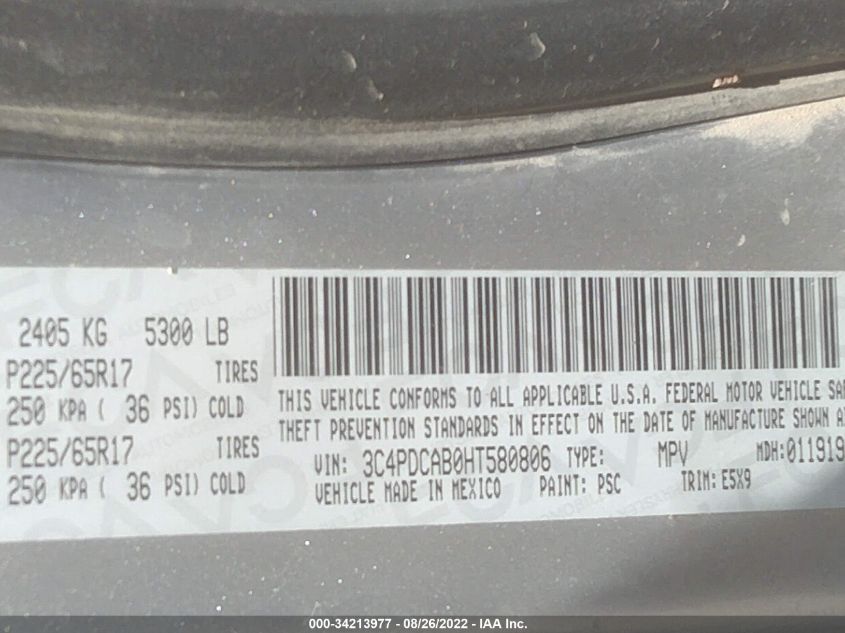 2405 KG 5300 LB
P225/65R17 TIRES
250 KPA ( 36 PSI) COLD
P225/65R17 TIRES
250 KPA ( 36 PSI) COLD
THIS VEHICLE CONFORMS TO ALL APPLICABLE U.S.A. FEDERAL MOTOR VEHICLE
THEFT PREVENTION STANDARDS IN EFFECT ON THE DATE OF MANUFACTURE SHOWN
VIN: 3C4PDCAB0HT580806 TYPE: MPV MDH: 011919
VEHICLE MADE IN MEXICO PAINT: PSC TRIM: E5X9
000-34213977 - 08/26/2022 - IAA Inc.